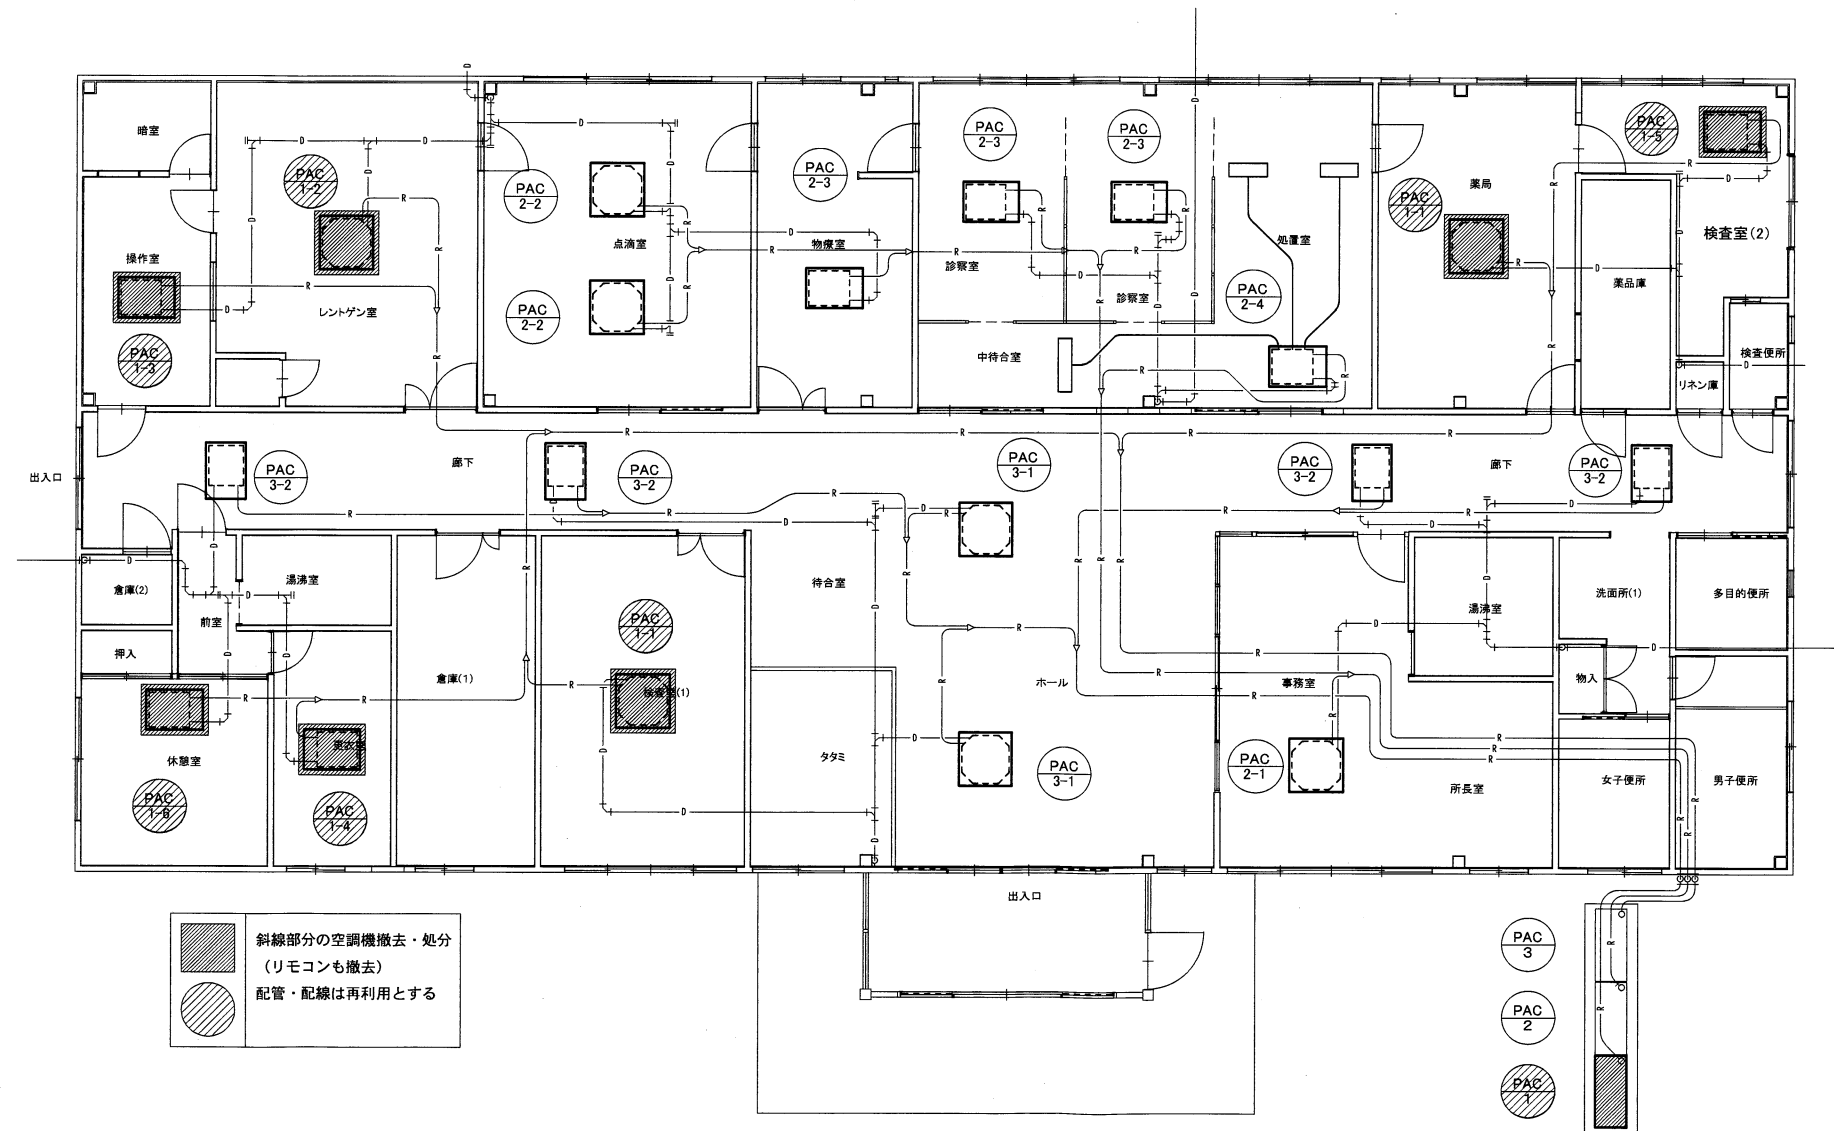 暗室
PAC
1-2
操作室
PAC
1-3
レントゲン室
PAC
2-2
点滴室
PAC
2-2
PAC
2-3
物療室
PAC
2-3
PAC
2-3
診察室
診察室
処置室
PAC
2-4
中待合室
PAC
1-1
薬局
PAC
1-5
検査室(2)
薬品庫
検査便所
リネン庫
出入口
PAC
3-2
廊下
PAC
3-2
PAC
3-1
PAC
3-2
廊下
PAC
3-2
倉庫(2)
前室
湯沸室
押入
倉庫(1)
PAC
1-1
検査室(1)
待合室
タタミ
ホール
PAC
3-1
事務室
湯沸室
洗面所(1)
多目的便所
物入
休憩室
PAC
1-6
更衣室
PAC
1-4
PAC
2-1
所長室
女子便所
男子便所
出入口
斜線部分の空調機撤去・処分
(リモコンも撤去)
配管・配線は再利用とする
PAC
3
PAC
2
PAC
1